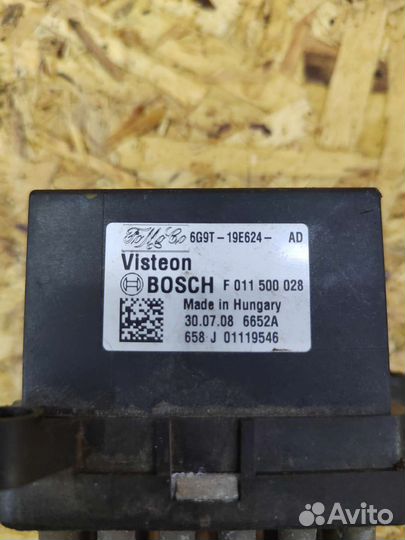 6G9T-19E624- AD
Visteon
BOSCH F 011 500 028
Made in Hungary
30.07.08 6652A
658 J 01119546
Avito